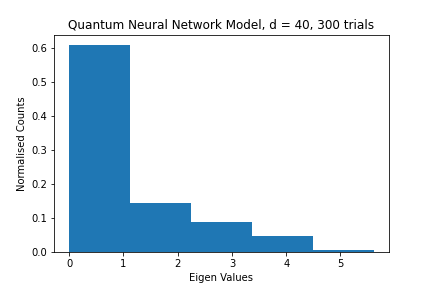 Quantum Neural Network Model, d = 40, 300 trials
0.6
0.5
0.4
0.3
0.2
0.1
0.0
Normalised Counts
0 1 2 3 4 5
Eigen Values